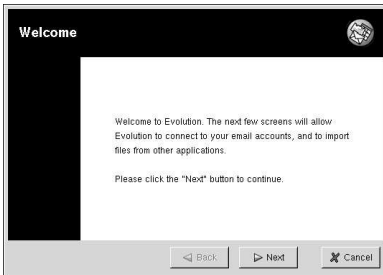 Welcome
Welcome to Evolution. The next few screens will allow
Evolution to connect to your email accounts, and to import
files from other applications.
Please click the "Next" button to continue.
Back
Next
Cancel